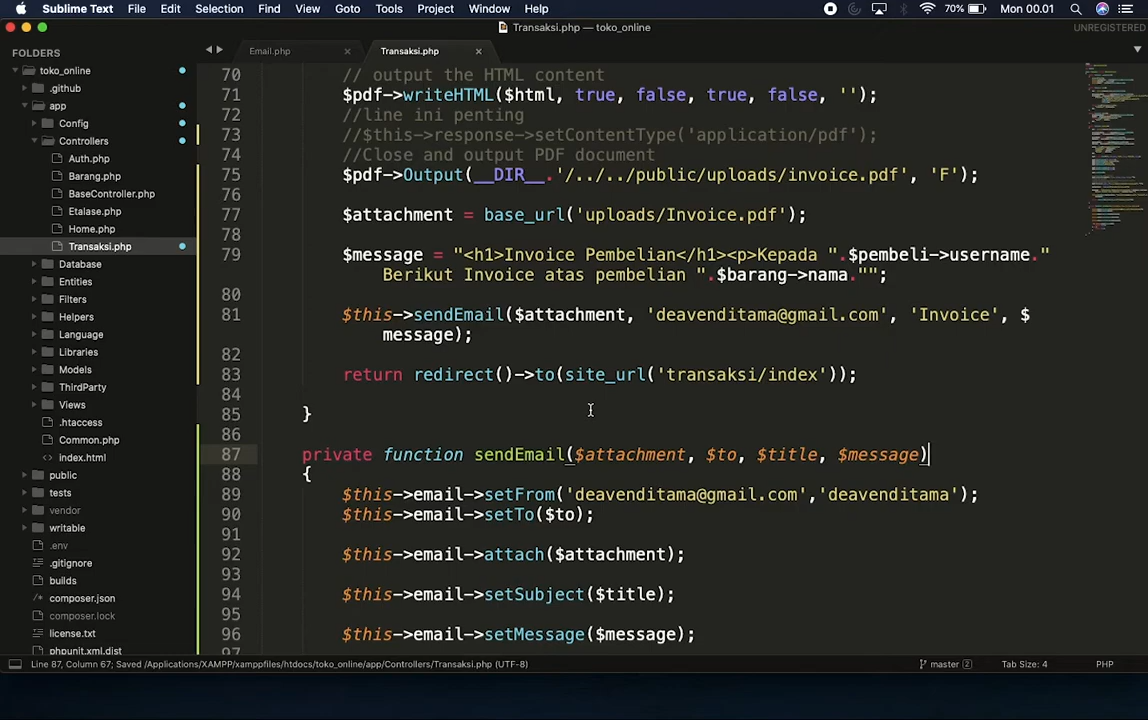 Sublime Text File Edit Selection Find View Goto Tools Project Window Help 70% Mon 00.01
Transaksi.php — toko_online UNREGISTERED
FOLDERS
toko_online
.github
app
Config
Controllers
Auth.php
Barang.php
BaseController.php
Etalase.php
Home.php
Transaksi.php
Database
Entities
Filters
Helpers
Language
Libraries
Models
ThirdParty
Views
.htaccess
Common.php
index.html
public
tests
vendor
writable
.env
.gitignore
builds
composer.json
composer.lock
license.txt
phpunit.xml.dist
Email.php Transaksi.php
70 // output the HTML content
71 $pdf->writeHTML($html, true, false, true, false, '');
72 //line ini penting
73 //$this->response->setContentType('application/pdf');
74 //Close and output PDF document
75 $pdf->Output(__DIR__.'/../../public/uploads/invoice.pdf', 'F');
76
77 $attachment = base_url('uploads/Invoice.pdf');
78
79 $message = "<h1>Invoice Pembelian</h1><p>Kepada ".$pembeli->username."
Berikut Invoice atas pembelian ".$barang->nama."";
80
81 $this->sendEmail($attachment, 'deavenditama@gmail.com', 'Invoice', $
message);
82
83 return redirect()->to(site_url('transaksi/index'));
84
85 }
86
87 private function sendEmail($attachment, $to, $title, $message)
88 {
89 $this->email->setFrom('deavenditama@gmail.com','deavenditama');
90 $this->email->setTo($to);
91
92 $this->email->attach($attachment);
93
94 $this->email->setSubject($title);
95
96 $this->email->setMessage($message);
97
Line 87, Column 67; Saved /Applications/XAMPP/xamppfiles/htdocs/toko_online/app/Controllers/Transaksi.php (UTF-8) master 2 Tab Size: 4 PHP